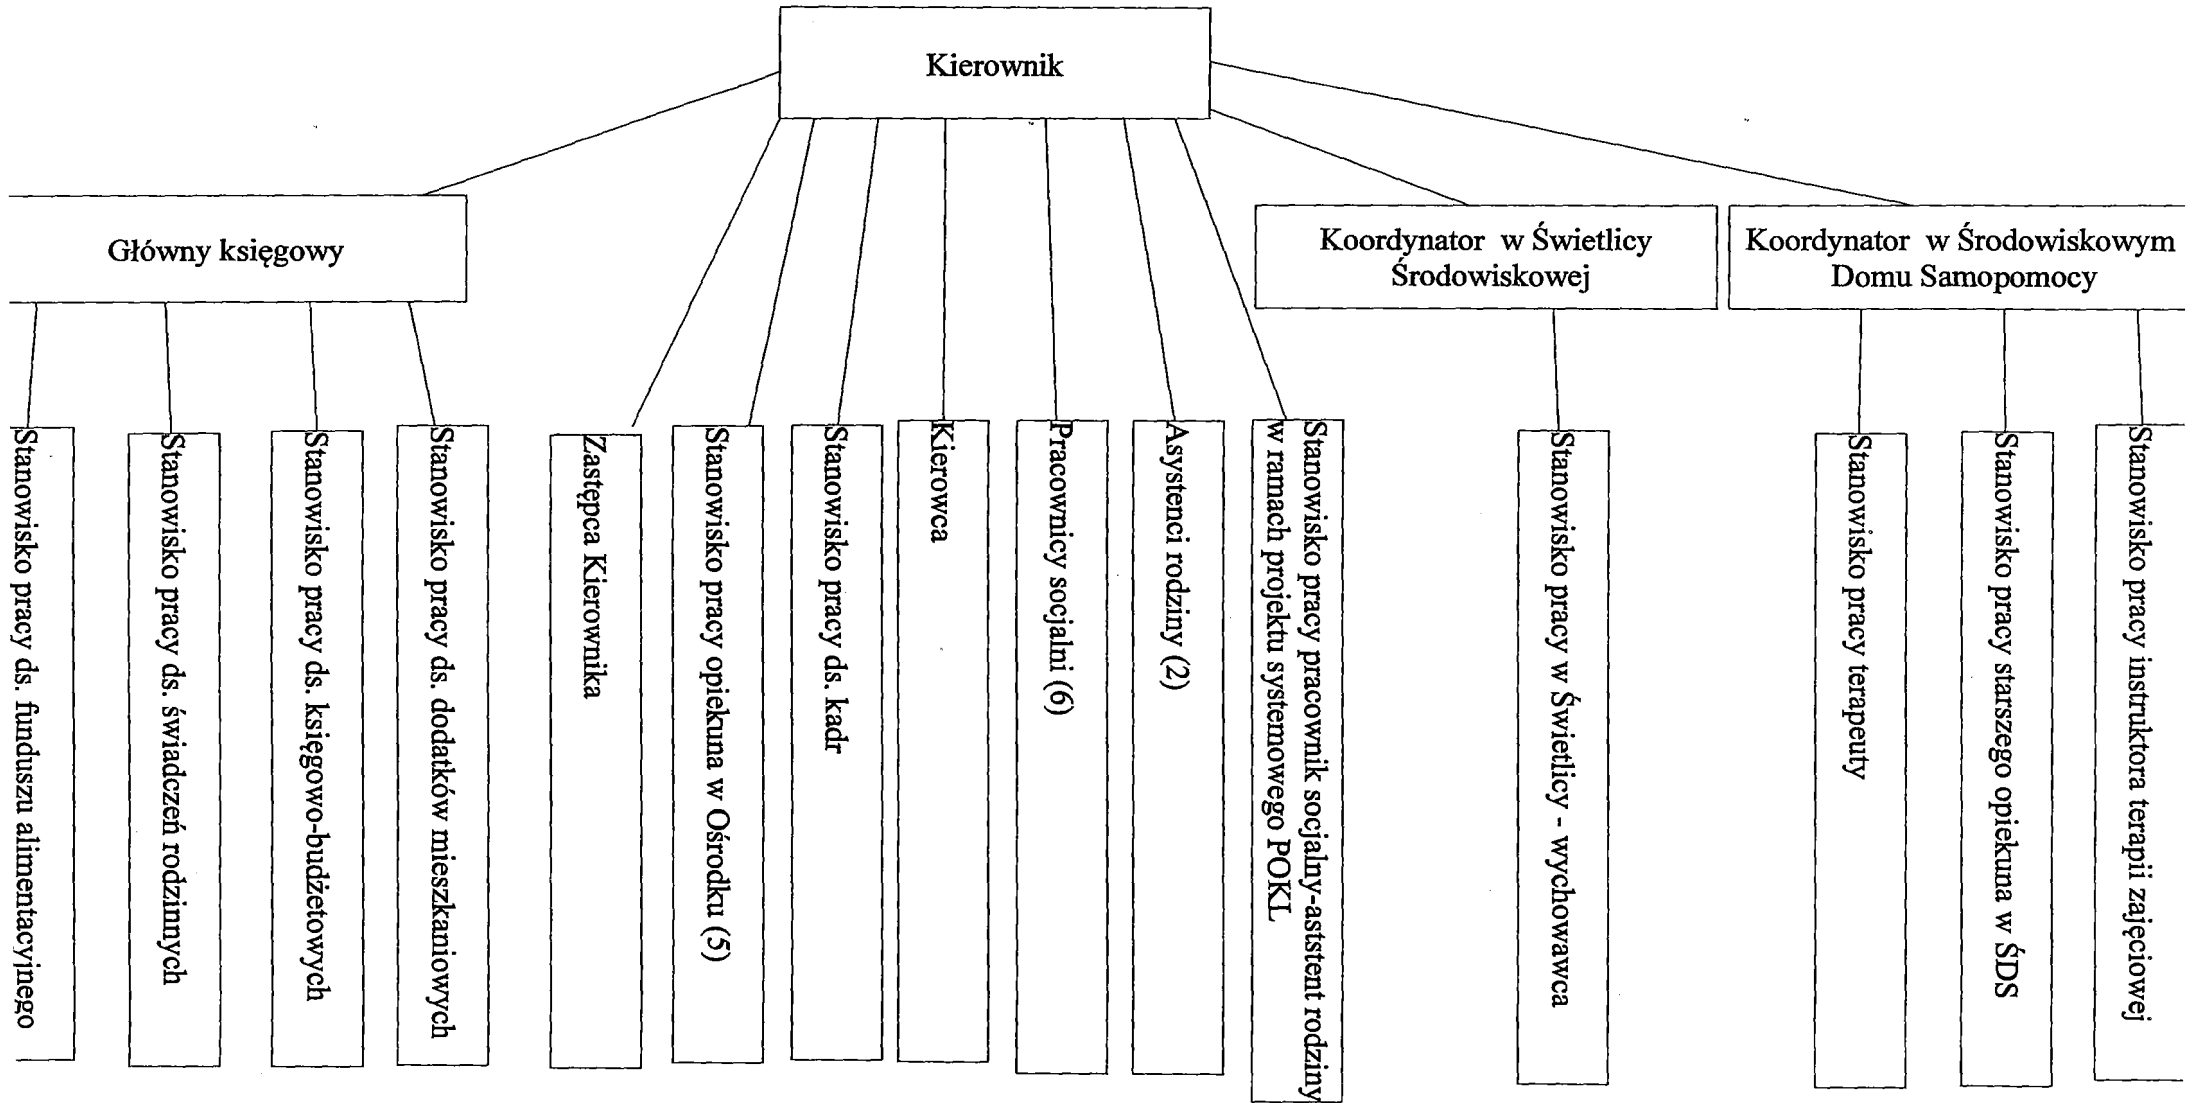 Kierownik
Główny księgowy
Koordynator w Świetlicy
Środowiskowej
Koordynator w Środowiskowym
Domu Samopomocy
Stanowisko pracy ds. funduszu alimentacyjnego
Stanowisko pracy ds. świadczeń rodzinnych
Stanowisko pracy ds. księgowo-budżetowych
Stanowisko pracy ds. dodatków mieszkaniowych
Zastępca Kierownika
Stanowisko pracy opiekuna w Ośrodku (5)
Stanowisko pracy ds. kadr
Kierowca
Pracownicy socjalni (6)
Asystenci rodziny (2)
Stanowisko pracy pracownik socjalny-aststent rodziny
w ramach projektu systemowego POKL
Stanowisko pracy w Świetlicy - wychowawca
Stanowisko pracy terapeuty
Stanowisko pracy starszego opiekuna w ŚDS
Stanowisko pracy instruktora terapii zajęciowej